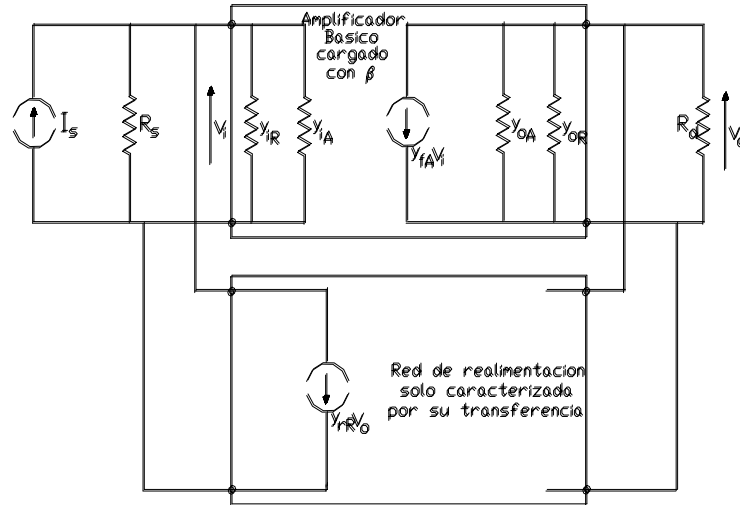 Amplificador
Basico
cargado
con β
I_s
R_s
V_i
y_iR
y_iA
y_fA V_i
y_oA
y_oR
R_d
V_o
Red de realimentacion
solo caracterizada
por su transferencia
y_rR V_o